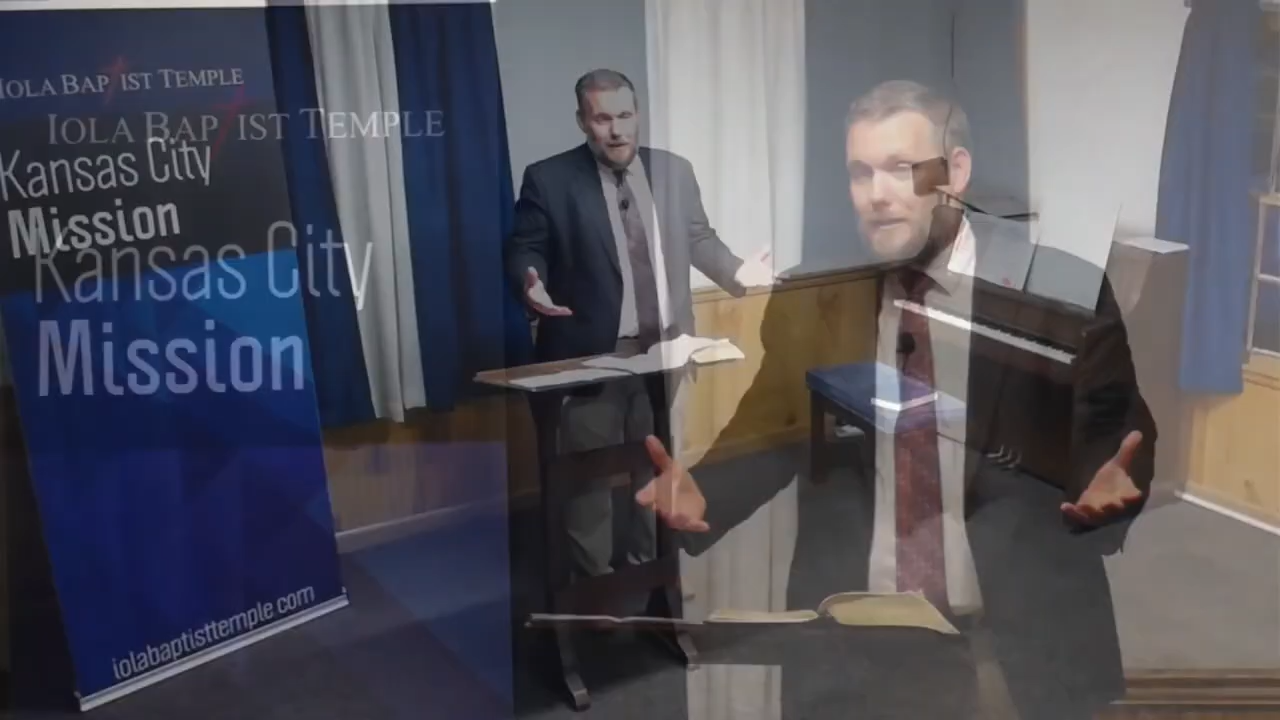 IOLA BAPTIST TEMPLE
IOLA BAPTIST TEMPLE
Kansas City
Mission
Kansas City
Mission
iolabaptisttemple.com